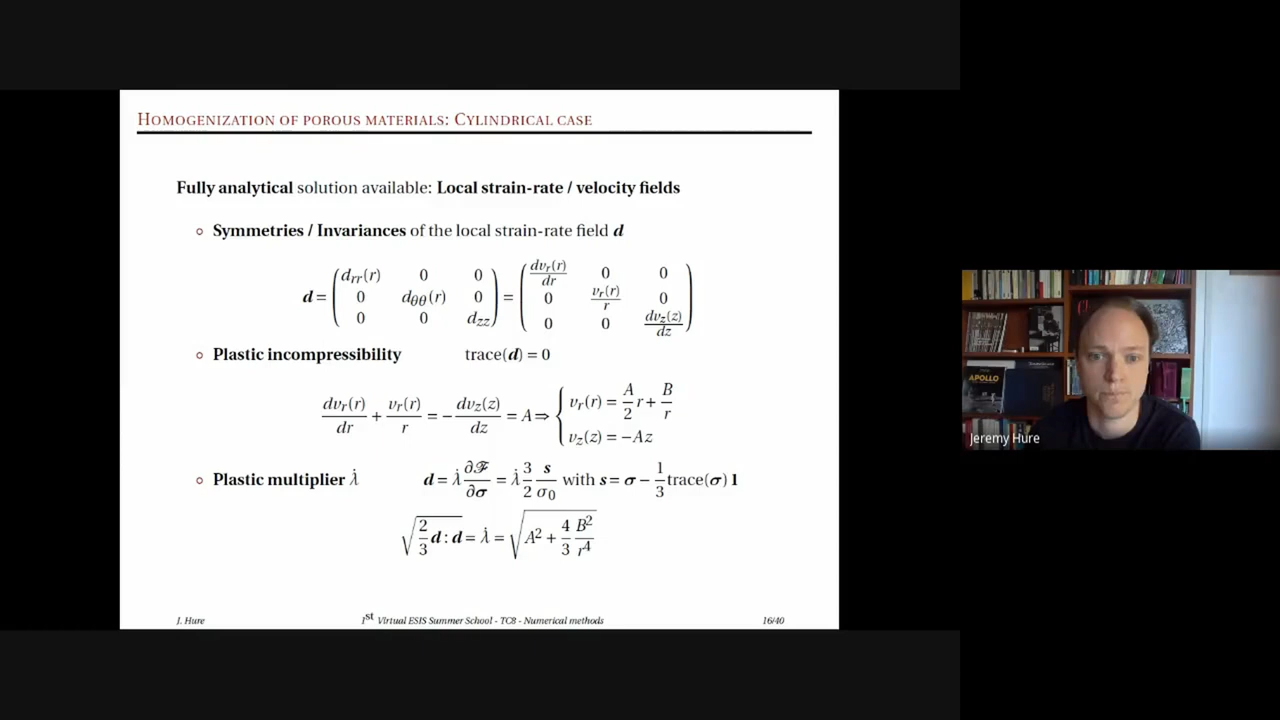 HOMOGENIZATION OF POROUS MATERIALS: CYLINDRICAL CASE
Fully analytical solution available: Local strain-rate / velocity fields
Symmetries / Invariances of the local strain-rate field d
d = ( d_rr(r) 0 0 ; 0 d_θθ(r) 0 ; 0 0 d_zz ) = ( dv_r(r)/dr 0 0 ; 0 v_r(r)/r 0 ; 0 0 dv_z(z)/dz )
Plastic incompressibility trace(d) = 0
dv_r(r)/dr + v_r(r)/r = − dv_z(z)/dz = A ⇒ { v_r(r) = A/2 r + B/r
v_z(z) = −Az
Plastic multiplier λ̇ d = λ̇ ∂ℱ/∂σ = λ̇ 3/2 s/σ₀ with s = σ − 1/3 trace(σ) 1
√(2/3 d : d) = λ̇ = √(A² + 4/3 B²/r⁴)
J. Hure 1st Virtual ESIS Summer School - TC8 - Numerical methods 16/40
APOLLO
Jeremy Hure